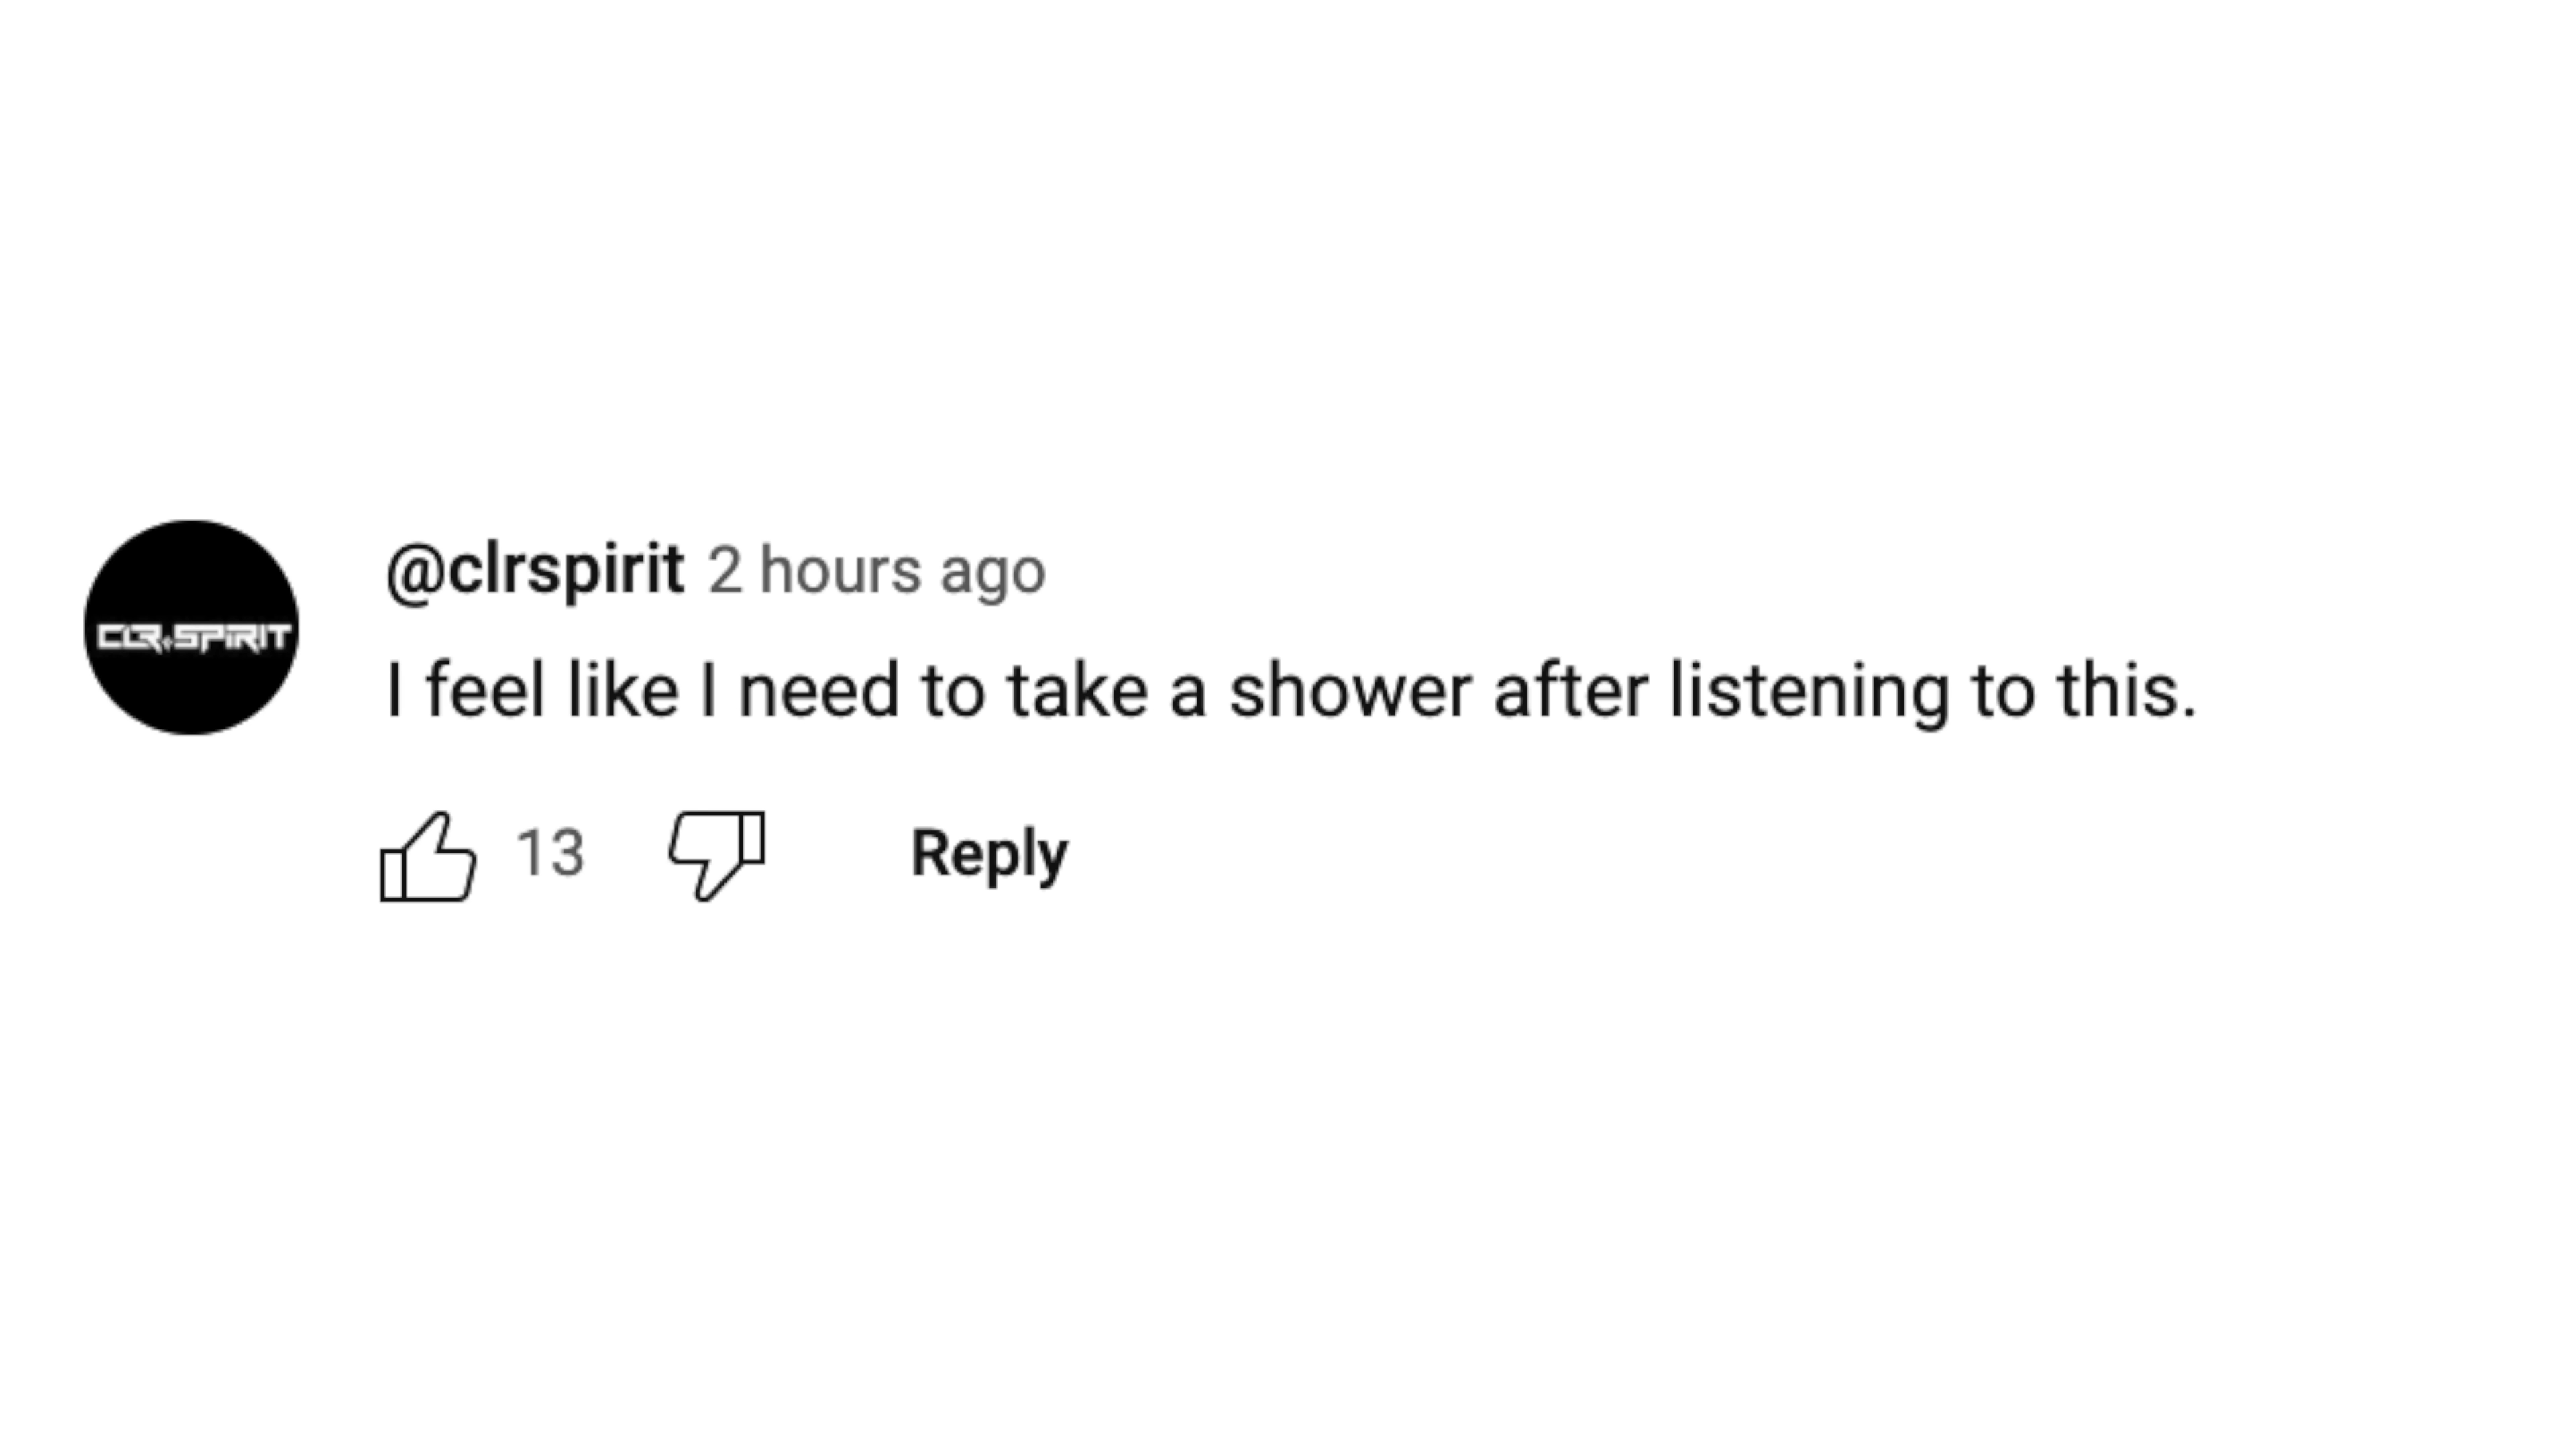 CLR+SPIRIT
@clrspirit 2 hours ago
I feel like I need to take a shower after listening to this.
13 Reply